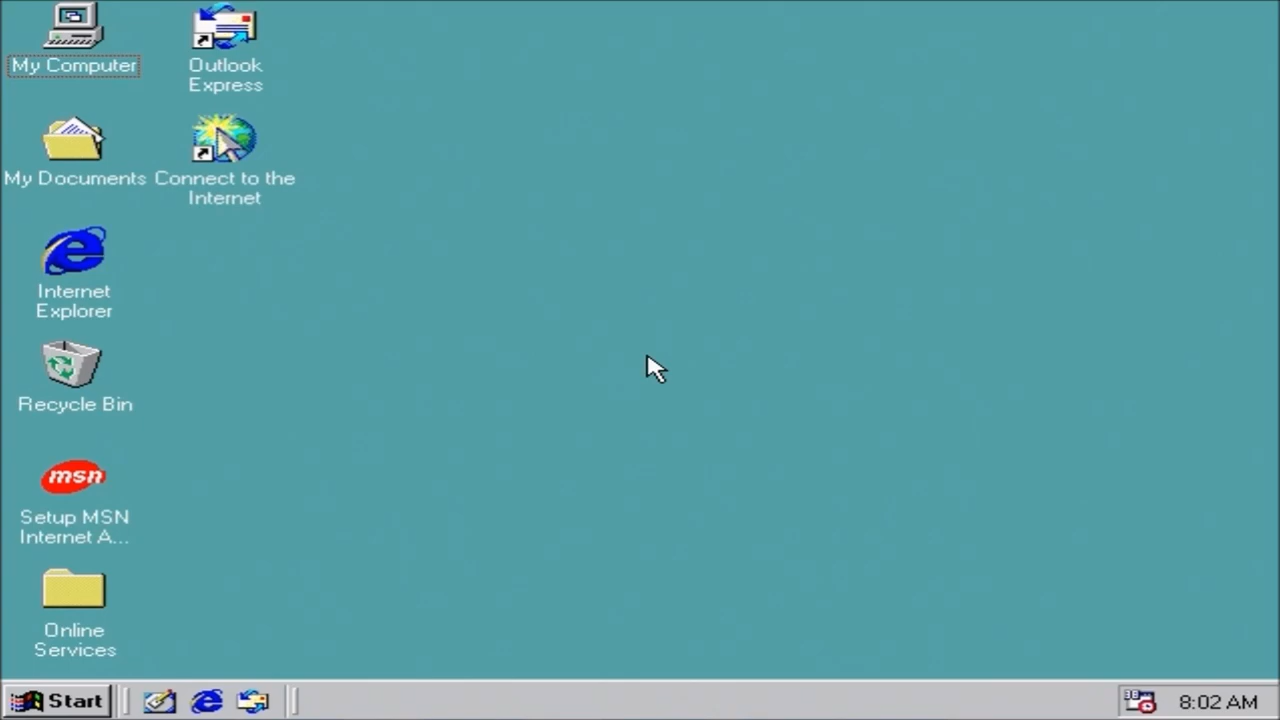 My Computer
Outlook
Express
My Documents
Connect to the
Internet
Internet
Explorer
Recycle Bin
msn
Setup MSN
Internet A...
Online
Services
Start
8:02 AM